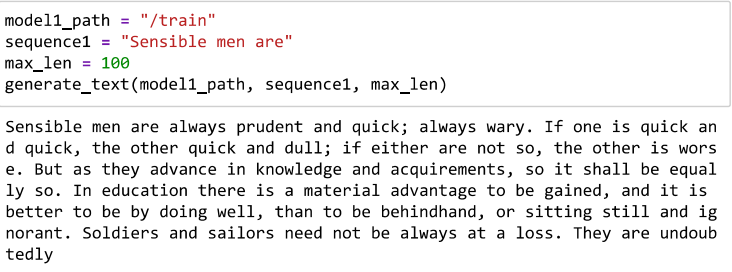 model1_path = "/train"
sequence1 = "Sensible men are"
max_len = 100
generate_text(model1_path, sequence1, max_len)
Sensible men are always prudent and quick; always wary. If one is quick an
d quick, the other quick and dull; if either are not so, the other is wors
e. But as they advance in knowledge and acquirements, so it shall be equal
ly so. In education there is a material advantage to be gained, and it is
better to be by doing well, than to be behindhand, or sitting still and ig
norant. Soldiers and sailors need not be always at a loss. They are undoub
tedly